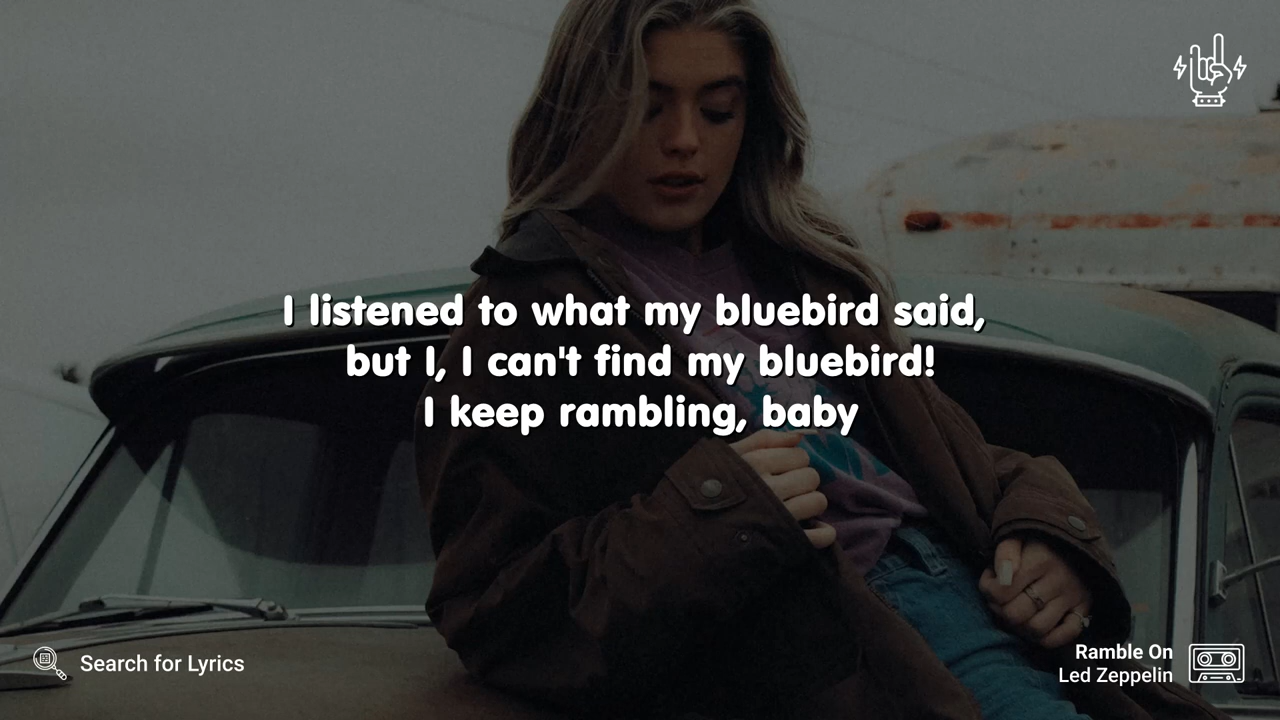 I listened to what my bluebird said,
but I, I can't find my bluebird!
I keep rambling, baby
Search for Lyrics
Ramble On
Led Zeppelin